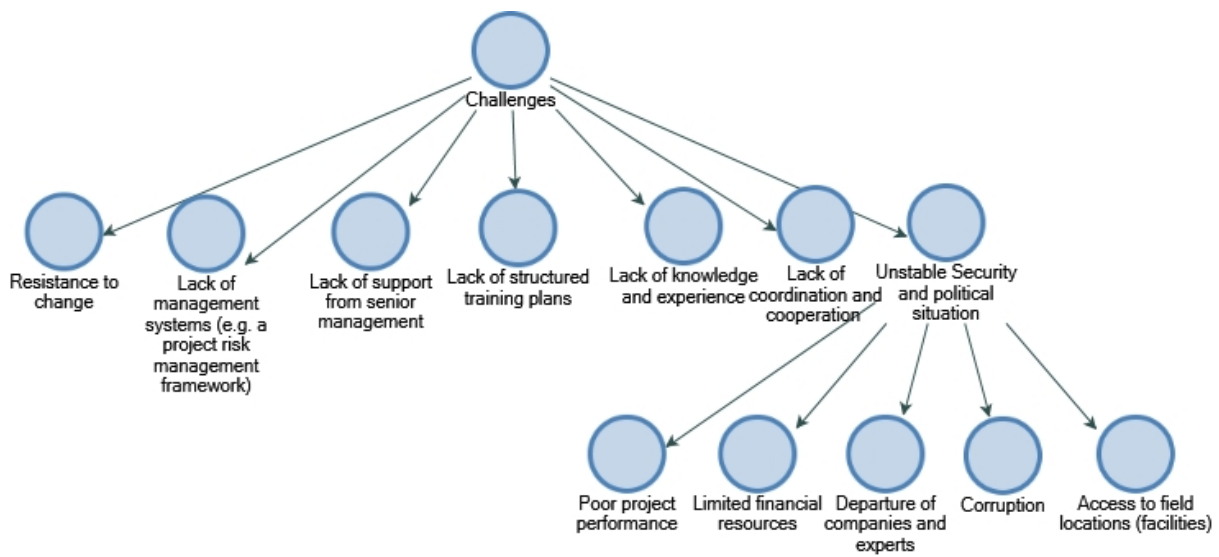 Challenges
Resistance to
change
Lack of
management
systems (e.g. a
project risk
management
framework)
Lack of support
from senior
management
Lack of structured
training plans
Lack of knowledge
and experience
Lack of
coordination and
cooperation
Unstable Security
and political
situation
Poor project
performance
Limited financial
resources
Departure of
companies and
experts
Corruption
Access to field
locations (facilities)